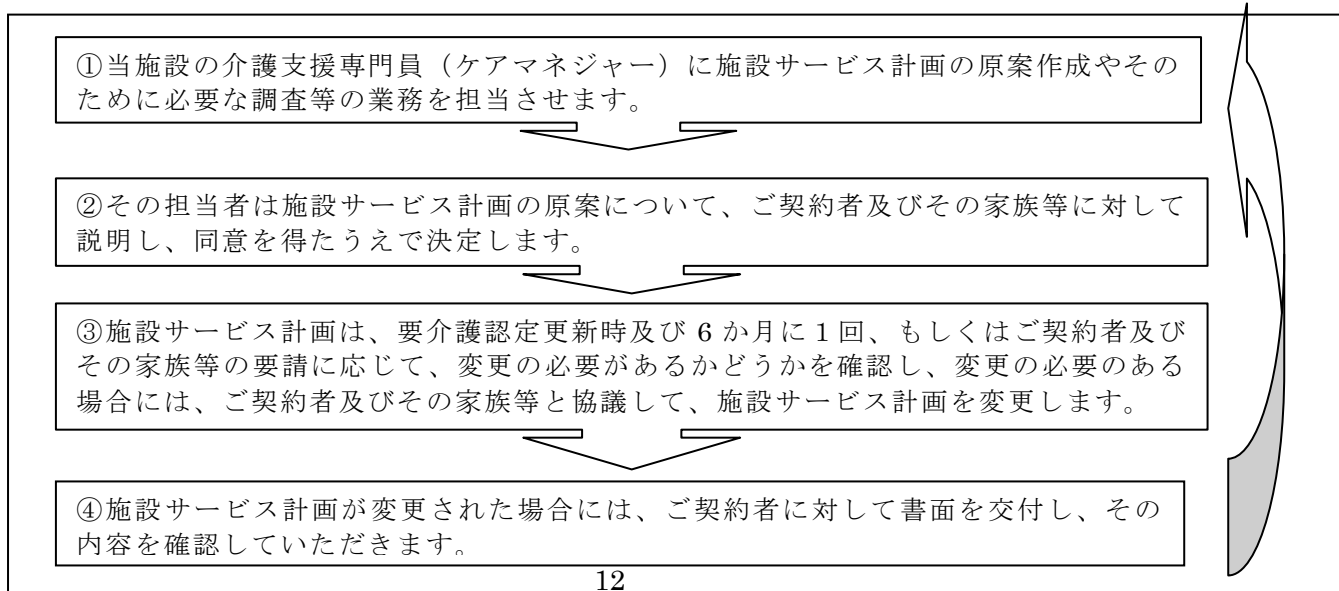 ①当施設の介護支援専門員（ケアマネジャー）に施設サービス計画の原案作成やその
ために必要な調査等の業務を担当させます。
②その担当者は施設サービス計画の原案について、ご契約者及びその家族等に対して
説明し、同意を得たうえで決定します。
③施設サービス計画は、要介護認定更新時及び 6 か月に 1 回、もしくはご契約者及び
その家族等の要請に応じて、変更の必要があるかどうかを確認し、変更の必要のある
場合には、ご契約者及びその家族等と協議して、施設サービス計画を変更します。
④施設サービス計画が変更された場合には、ご契約者に対して書面を交付し、その
内容を確認していただきます。
12